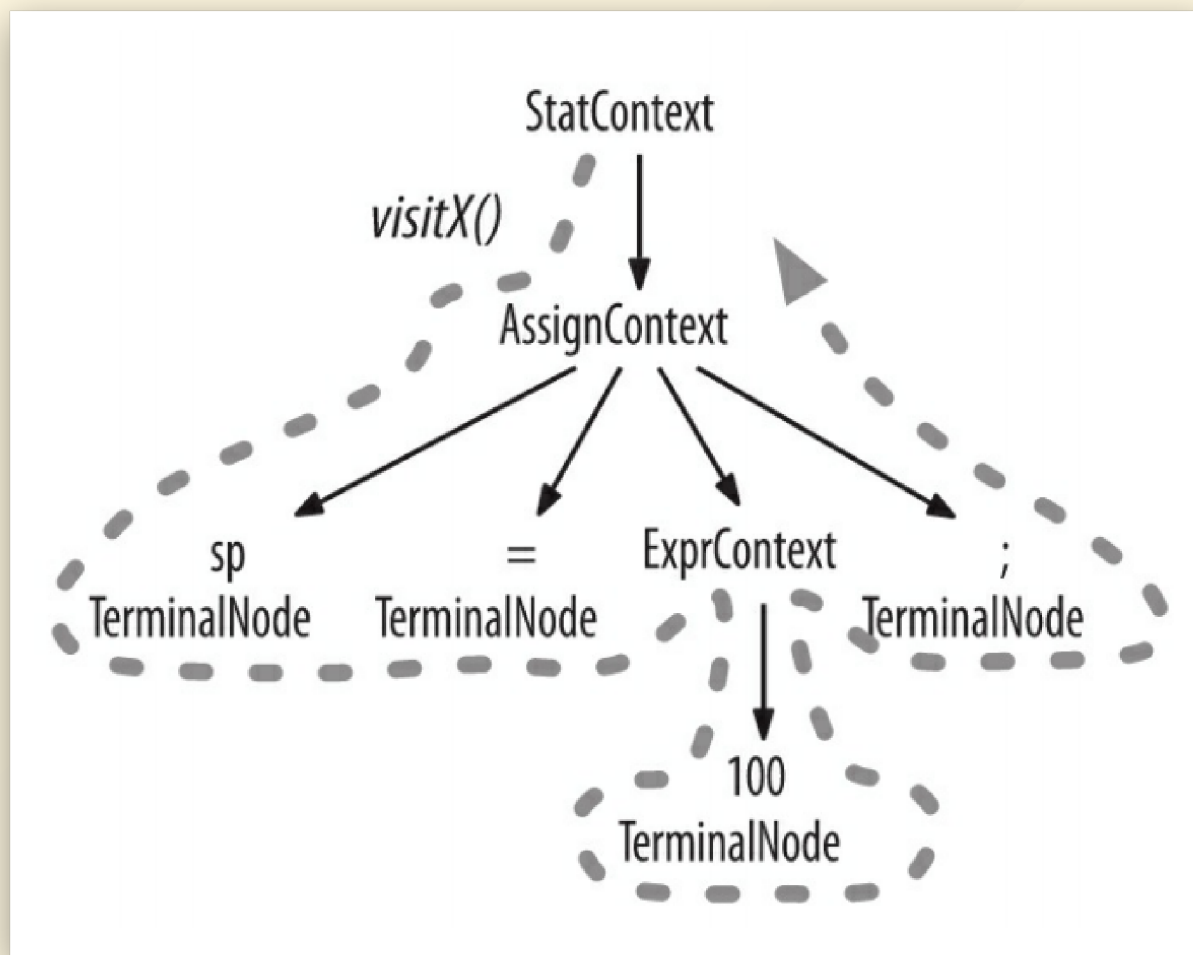 StatContext
visitX()
AssignContext
sp
TerminalNode
=
TerminalNode
ExprContext
;
TerminalNode
100
TerminalNode